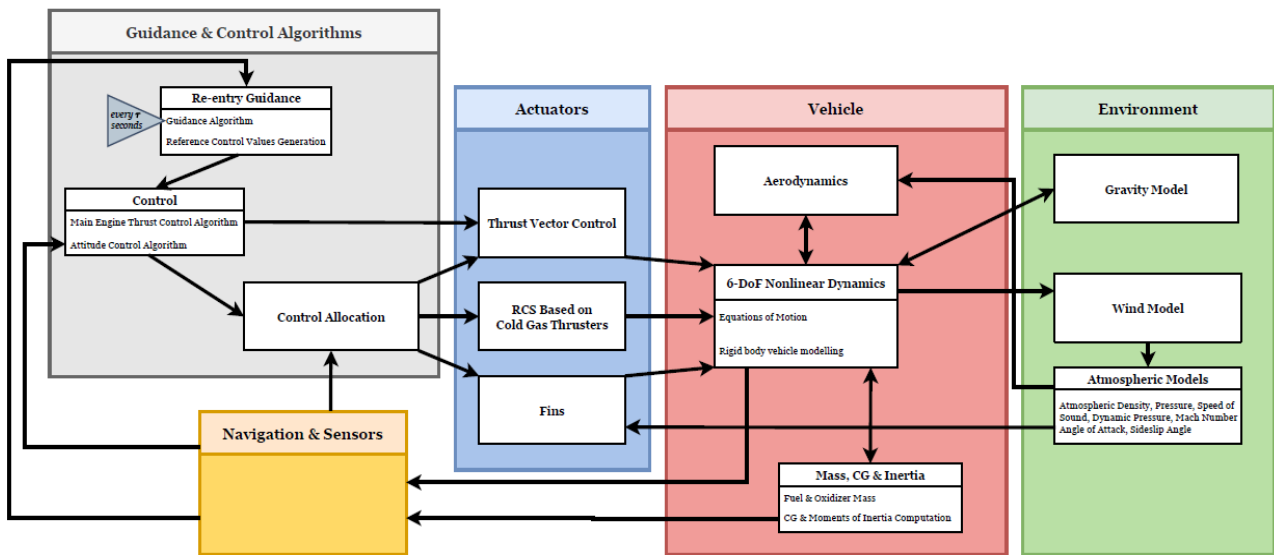 Guidance & Control Algorithms
Re-entry Guidance
every τ
seconds
Guidance Algorithm
Reference Control Values Generation
Control
Main Engine Thrust Control Algorithm
Attitude Control Algorithm
Control Allocation
Navigation & Sensors
Actuators
Thrust Vector Control
RCS Based on
Cold Gas Thrusters
Fins
Vehicle
Aerodynamics
6-DoF Nonlinear Dynamics
Equations of Motion
Rigid body vehicle modelling
Mass, CG & Inertia
Fuel & Oxidizer Mass
CG & Moments of Inertia Computation
Environment
Gravity Model
Wind Model
Atmospheric Models
Atmospheric Density, Pressure, Speed of
Sound, Dynamic Pressure, Mach Number
Angle of Attack, Sideslip Angle